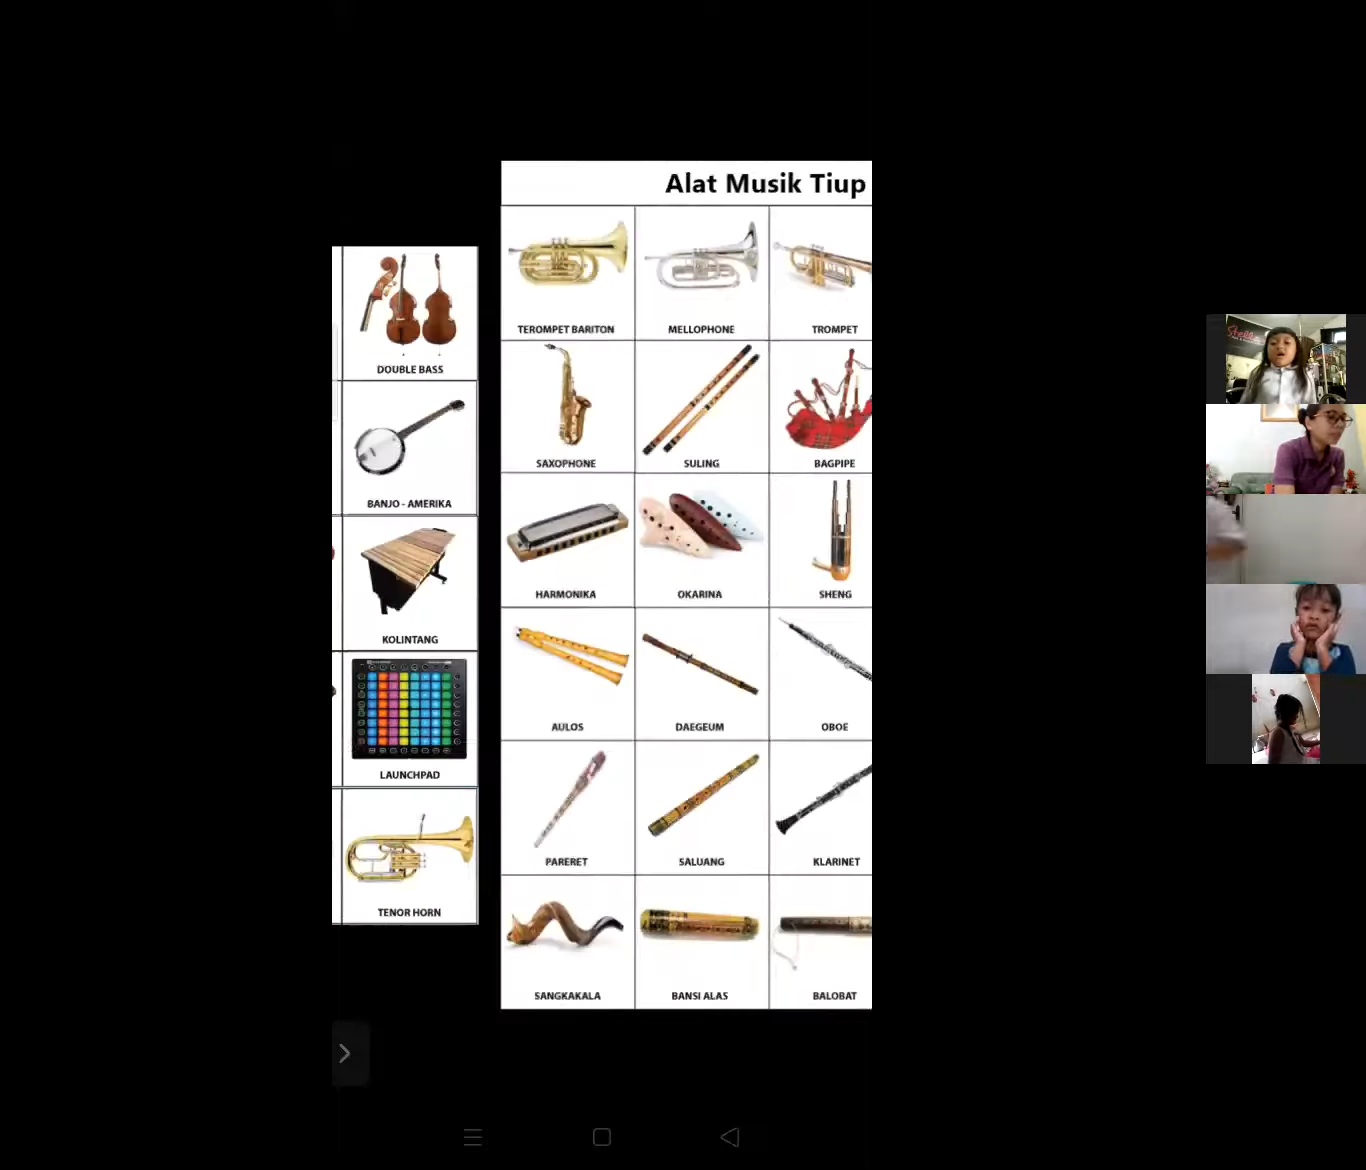 DOUBLE BASS
BANJO - AMERIKA
KOLINTANG
LAUNCHPAD
TENOR HORN
Alat Musik Tiup
TEROMPET BARITON
MELLOPHONE
TROMPET
SAXOPHONE
SULING
BAGPIPE
HARMONIKA
OKARINA
SHENG
AULOS
DAEGEUM
OBOE
PARERET
SALUANG
KLARINET
SANGKAKALA
BANSI ALAS
BALOBAT